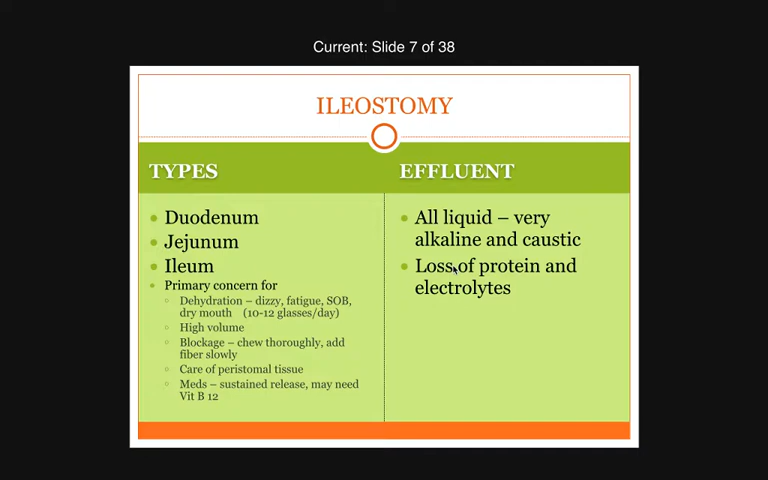 Current: Slide 7 of 38
ILEOSTOMY
TYPES
Duodenum
Jejunum
Ileum
Primary concern for
Dehydration – dizzy, fatigue, SOB,
dry mouth (10-12 glasses/day)
High volume
Blockage – chew thoroughly, add
fiber slowly
Care of peristomal tissue
Meds – sustained release, may need
Vit B 12
EFFLUENT
All liquid – very
alkaline and caustic
Loss of protein and
electrolytes